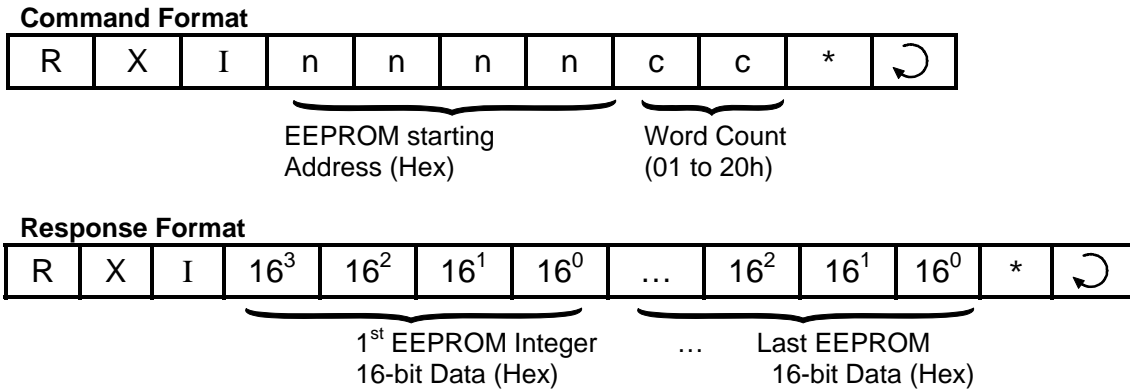 Command Format
R X I n n n n c c * ↵
EEPROM starting Address (Hex)
Word Count (01 to 20h)
Response Format
R X I 16³ 16² 16¹ 16⁰ … 16² 16¹ 16⁰ * ↵
1st EEPROM Integer 16-bit Data (Hex)
…
Last EEPROM 16-bit Data (Hex)